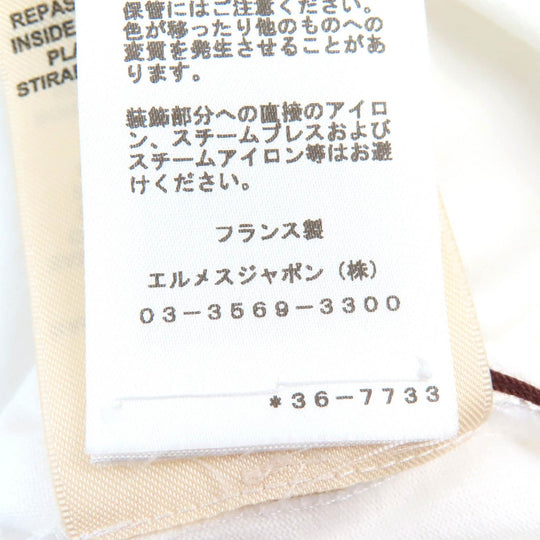 REPAS
INSIDE
PL
STIRA
保管にはご注意ください。
色が移ったり他のものへの
変質を発生させることがあ
ります。
装飾部分への直接のアイロ
ン、スチームプレスおよび
スチームアイロン等はお避
けください。
フランス製
エルメスジャポン（株）
03-3569-3300
*36-7733